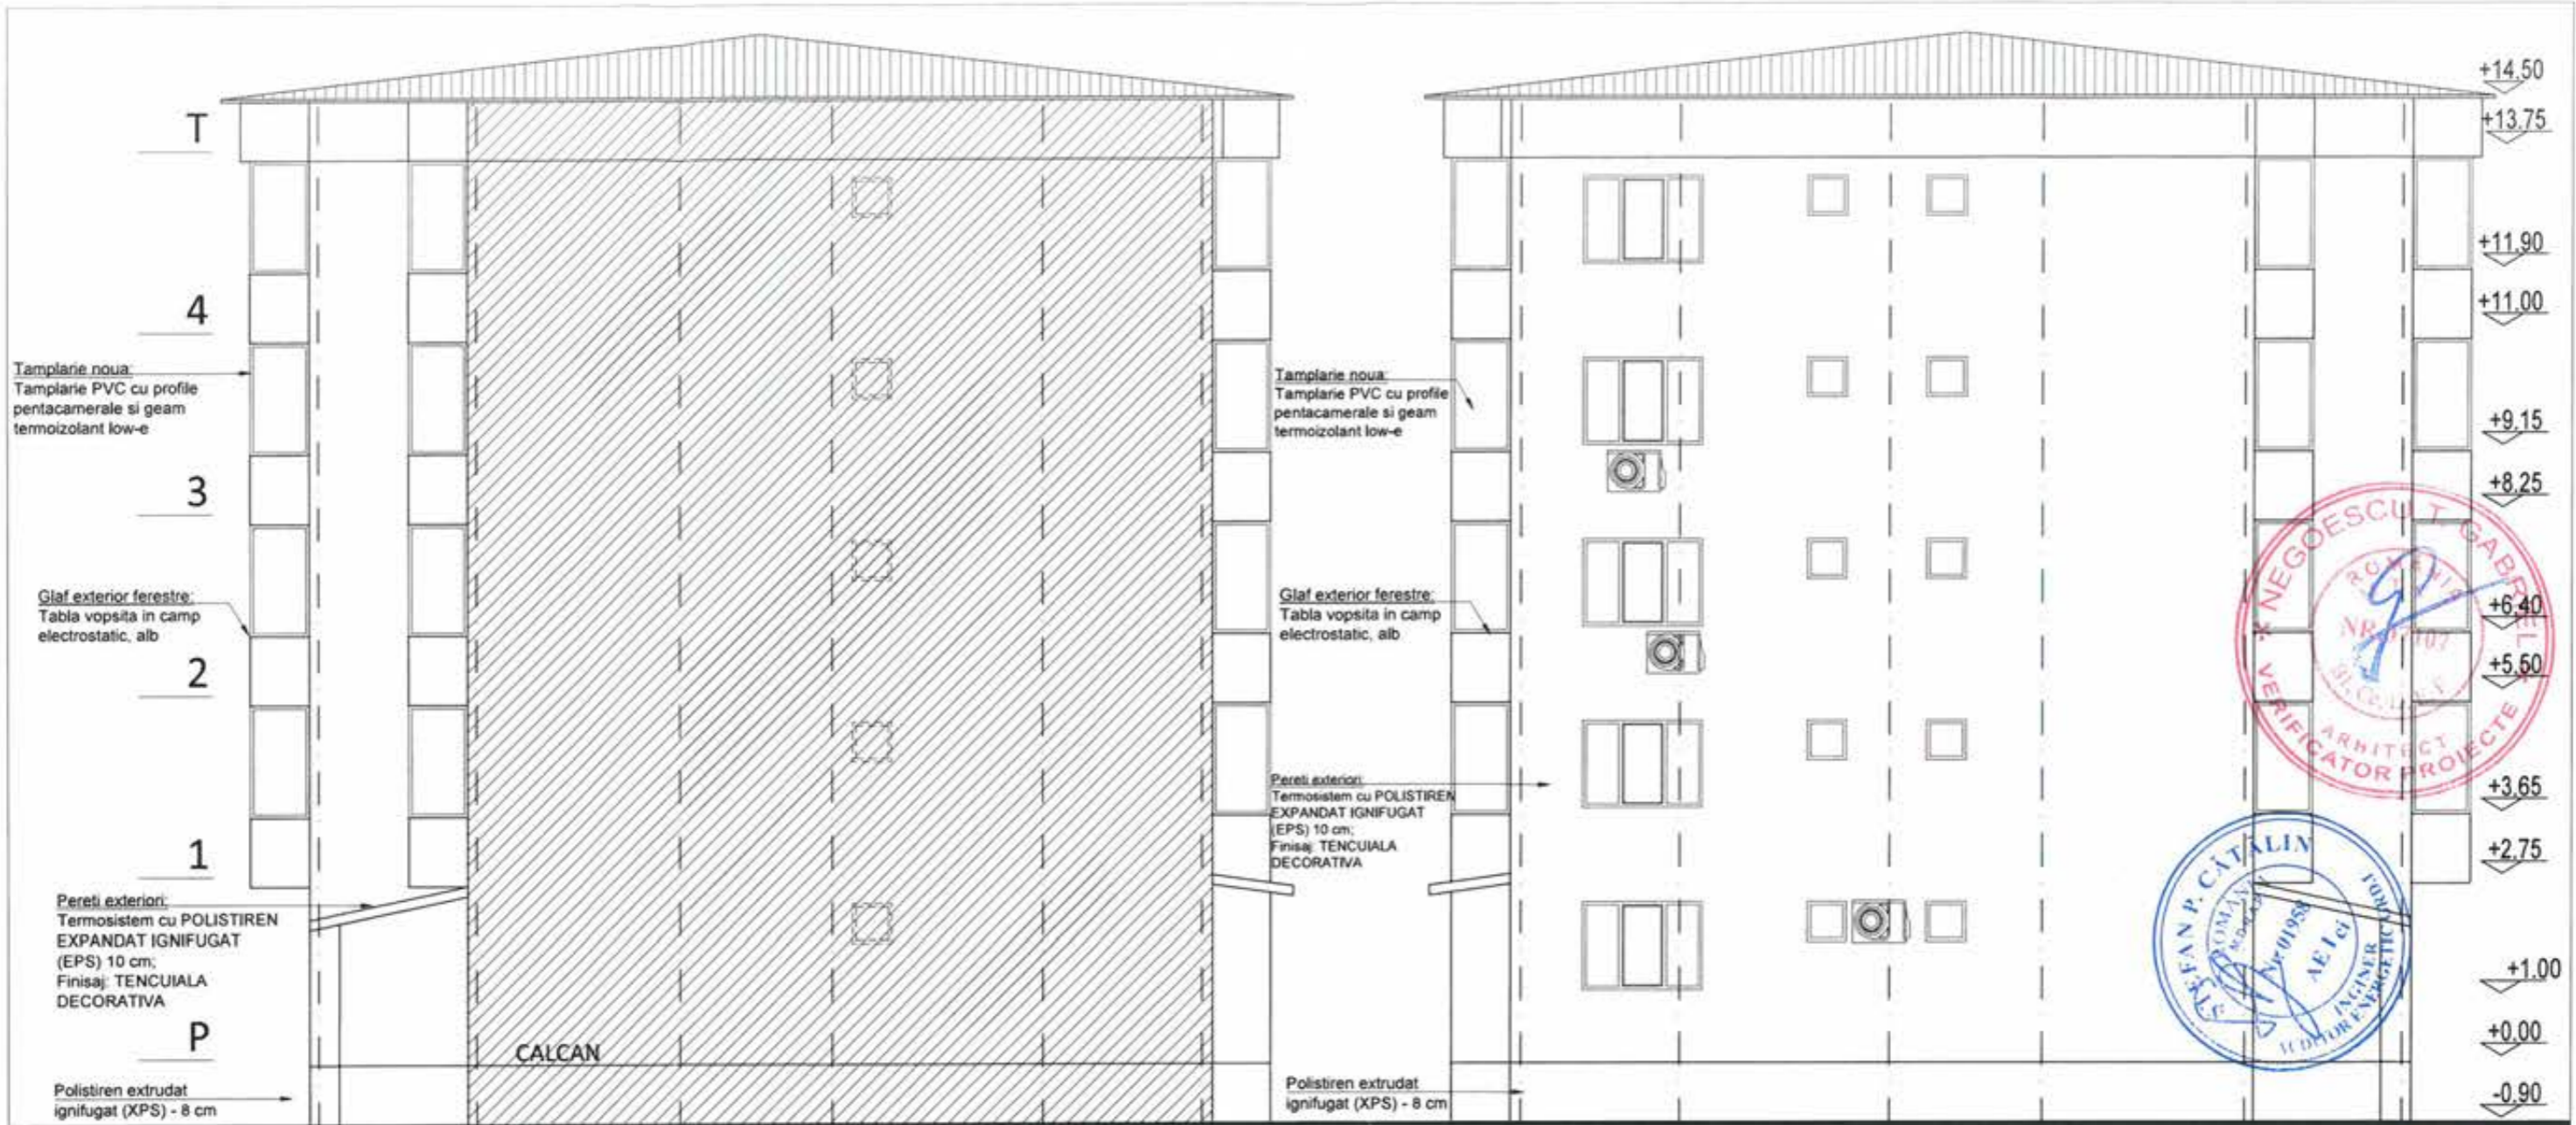 T
4
3
2
1
P
Tamplarie noua:
Tamplarie PVC cu profile
pentacamerale si geam
termoizolant low-e
Glaf exterior ferestre:
Tabla vopsita in camp
electrostatic, alb
Pereti exteriori:
Termosistem cu POLISTIREN
EXPANDAT IGNIFUGAT
(EPS) 10 cm;
Finisaj: TENCUIALA
DECORATIVA
Polistiren extrudat
ignifugat (XPS) - 8 cm
CALCAN
Tamplarie noua:
Tamplarie PVC cu profile
pentacamerale si geam
termoizolant low-e
Glaf exterior ferestre:
Tabla vopsita in camp
electrostatic, alb
Pereti exteriori:
Termosistem cu POLISTIREN
EXPANDAT IGNIFUGAT
(EPS) 10 cm;
Finisaj: TENCUIALA
DECORATIVA
Polistiren extrudat
ignifugat (XPS) - 8 cm
+14,50
+13,75
+11,90
+11,00
+9,15
+8,25
+6,40
+5,50
+3,65
+2,75
+1,00
+0,00
-0,90
* NEGOESCU T. GABRIEL *
VERIFICATOR PROIECTE
ROMANIA
ARHITECT
ȘTEFAN P. CĂTĂLIN
ROMÂNIA
Nr. 01958
AE I ci
INGINER
AUDITOR ENERGETIC